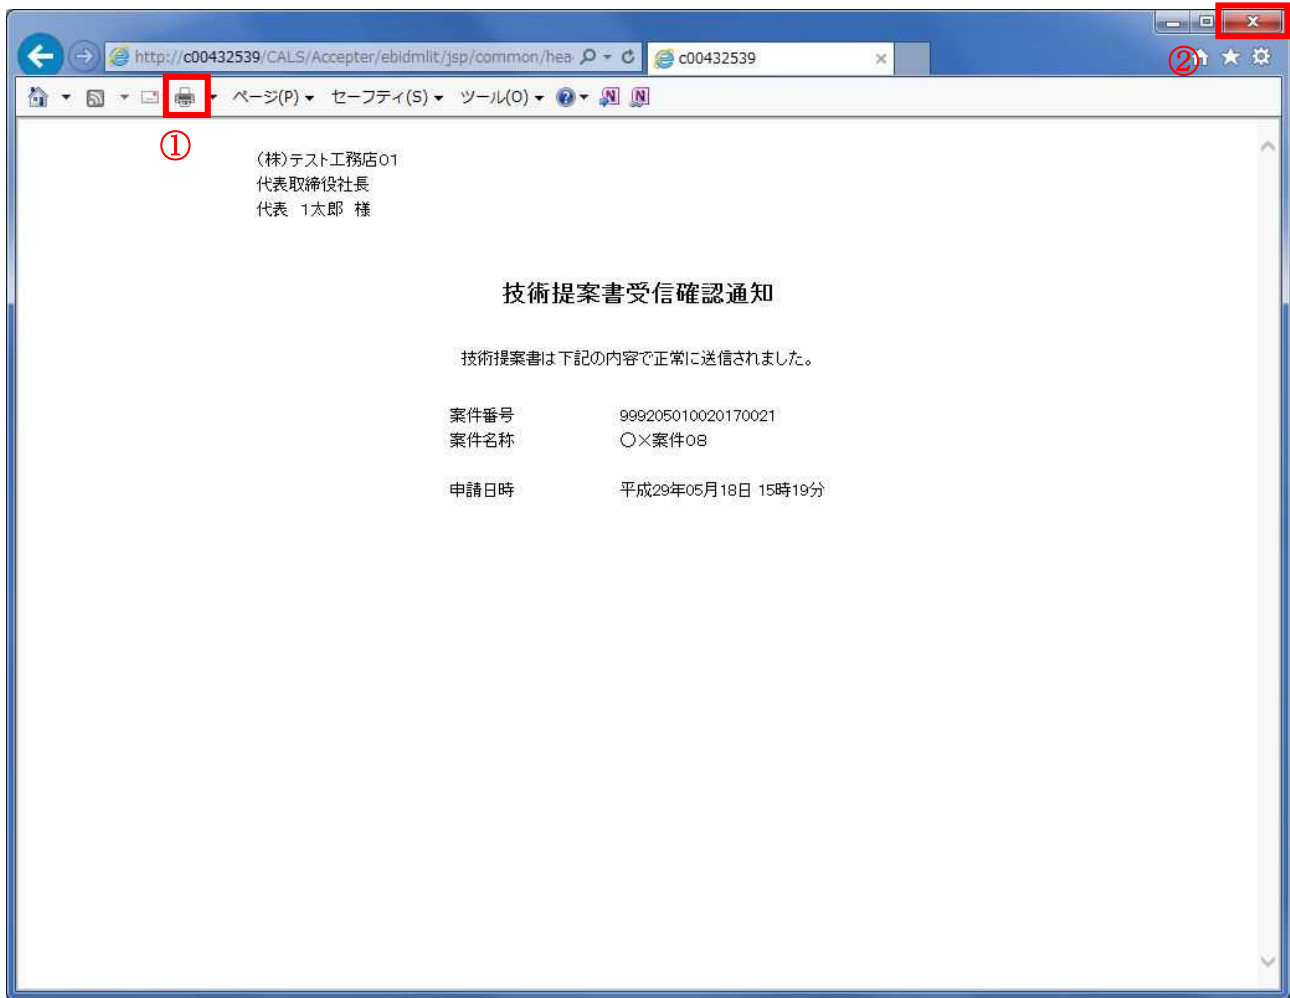 ②
http://c00432539/CALS/Accepter/ebidmlit/jsp/common/hea
c00432539
ページ(P)
セーフティ(S)
ツール(O)
①
(株)テスト工務店01
代表取締役社長
代表 1太郎 様
技術提案書受信確認通知
技術提案書は下記の内容で正常に送信されました。
案件番号 999205010020170021
案件名称 〇×案件08
申請日時 平成29年05月18日 15時19分